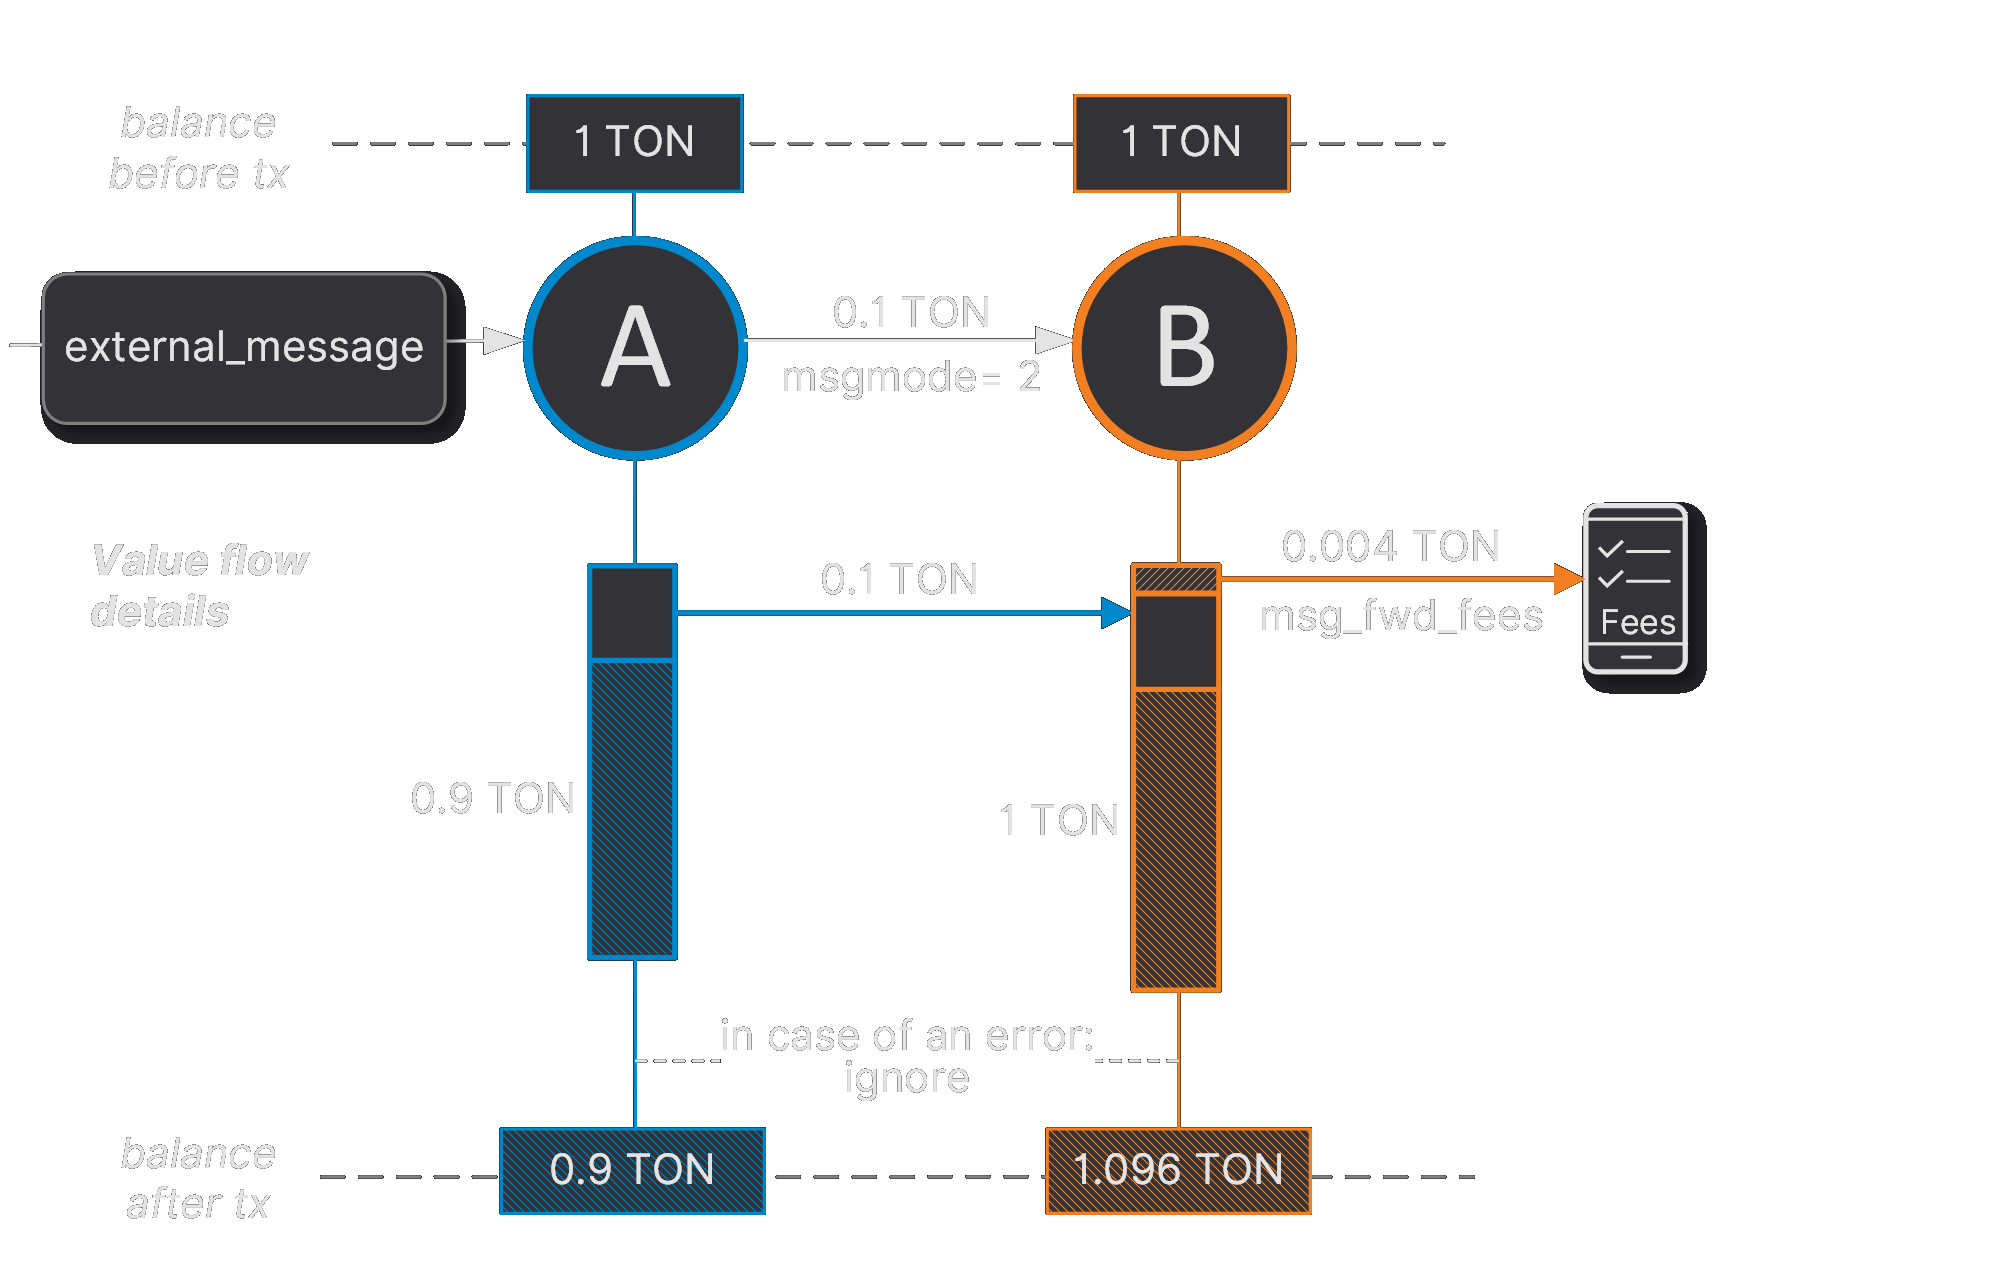 balance
before tx
1 TON
1 TON
external_message
A
0.1 TON
msgmode= 2
B
Value flow
details
0.1 TON
0.004 TON
msg_fwd_fees
Fees
0.9 TON
1 TON
in case of an error:
ignore
balance
after tx
0.9 TON
1.096 TON